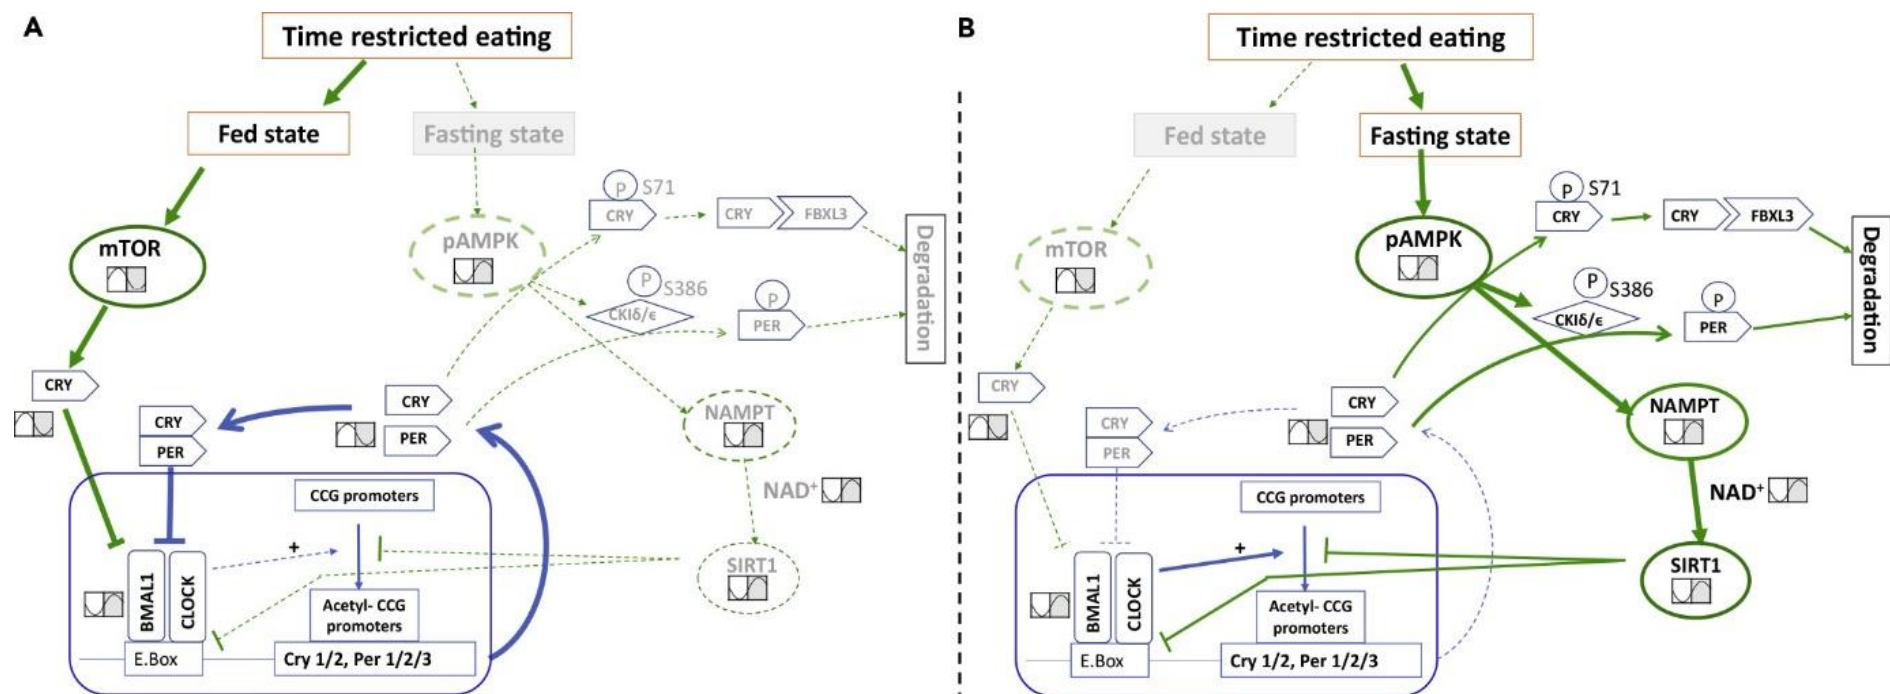 A
Time restricted eating
Fed state
Fasting state
P
S71
CRY
CRY
FBXL3
mTOR
pAMPK
Degradation
P
S386
CKIδ/ϵ
P
PER
CRY
CRY
PER
CRY
PER
NAMPT
CCG promoters
NAD+
+
SIRT1
BMAL1
CLOCK
Acetyl- CCG
promoters
E.Box
Cry 1/2, Per 1/2/3
B
Time restricted eating
Fed state
Fasting state
P
S71
CRY
CRY
FBXL3
mTOR
pAMPK
Degradation
P
S386
CKIδ/ϵ
P
PER
CRY
CRY
PER
CRY
PER
NAMPT
CCG promoters
NAD+
+
SIRT1
BMAL1
CLOCK
Acetyl- CCG
promoters
E.Box
Cry 1/2, Per 1/2/3